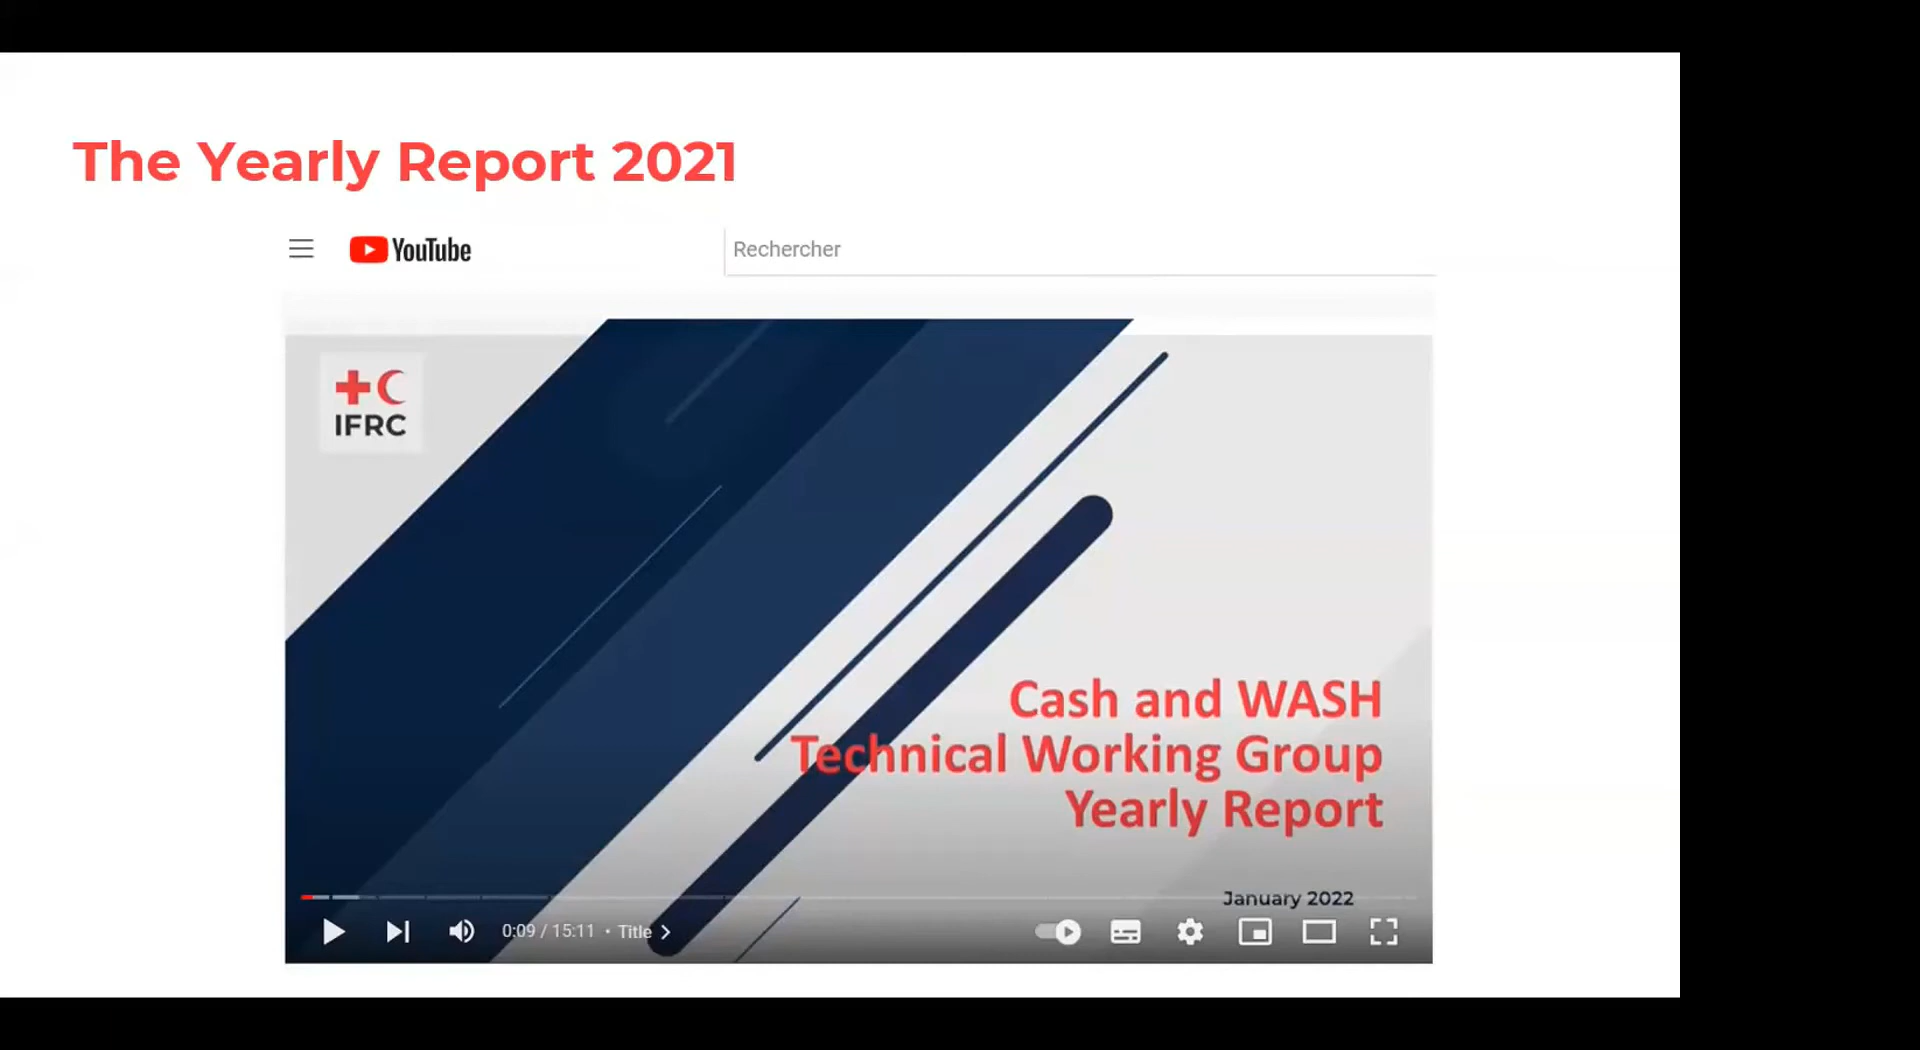 The Yearly Report 2021
YouTube
Rechercher
IFRC
Cash and WASH
Technical Working Group
Yearly Report
January 2022
0:09 / 15:11 • Title >